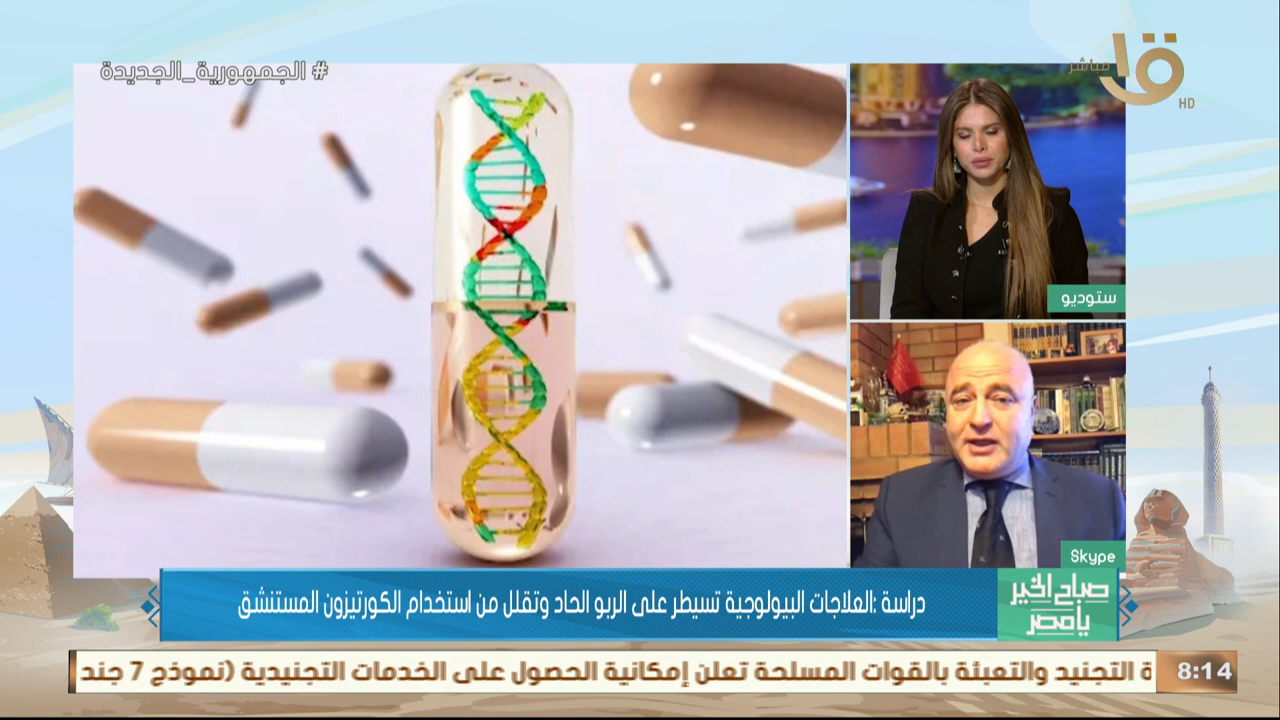 # الجمهورية_الجديدة
مباشر
HD
ستوديو
Skype
صباح الخير
يا مصر
دراسة :العلاجات البيولوجية تسيطر على الربو الحاد وتقلل من استخدام الكورتيزون المستنشق
ة التجنيد والتعبئة بالقوات المسلحة تعلن إمكانية الحصول على الخدمات التجنيدية (نموذج 7 جند
8:14